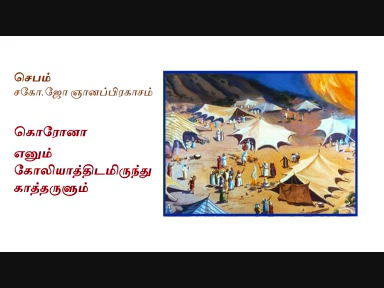 செபம்
சகோ.ஜோ ஞானப்பிரகாசம்
கொரோனா
எனும்
கோலியாத்திடமிருந்து
காத்தருளும்